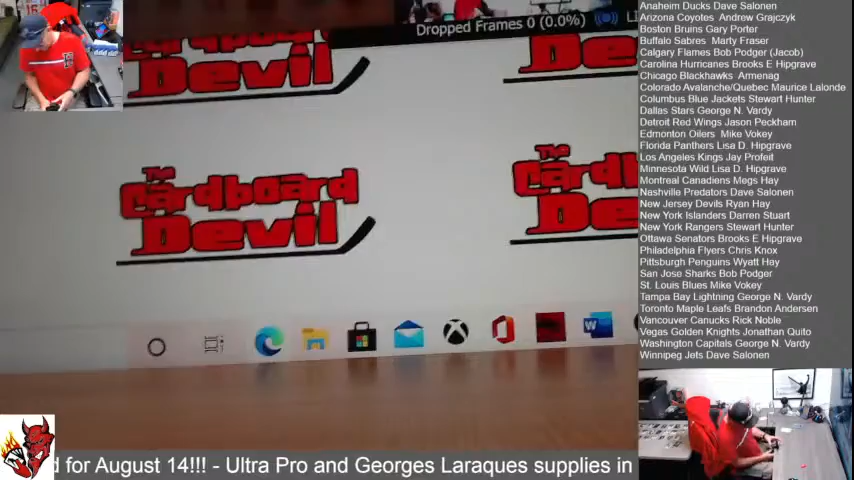 Dropped Frames 0 (0.0%)
Cardboard
Devil
The
Cardboard
Devil
The
Cardb
De
d for August 14!!! - Ultra Pro and Georges Laraques supplies in
Anaheim Ducks Dave Salonen
Arizona Coyotes Andrew Grajczyk
Boston Bruins Gary Porter
Buffalo Sabres Marty Fraser
Calgary Flames Bob Podger (Jacob)
Carolina Hurricanes Brooks E Hipgrave
Chicago Blackhawks Armenag
Colorado Avalanche/Quebec Maurice Lalonde
Columbus Blue Jackets Stewart Hunter
Dallas Stars George N. Vardy
Detroit Red Wings Jason Peckham
Edmonton Oilers Mike Vokey
Florida Panthers Lisa D. Hipgrave
Los Angeles Kings Jay Profeit
Minnesota Wild Lisa D. Hipgrave
Montreal Canadiens Megs Hay
Nashville Predators Dave Salonen
New Jersey Devils Ryan Hay
New York Islanders Darren Stuart
New York Rangers Stewart Hunter
Ottawa Senators Brooks E Hipgrave
Philadelphia Flyers Chris Knox
Pittsburgh Penguins Wyatt Hay
San Jose Sharks Bob Podger
St. Louis Blues Mike Vokey
Tampa Bay Lightning George N. Vardy
Toronto Maple Leafs Brandon Andersen
Vancouver Canucks Rick Noble
Vegas Golden Knights Jonathan Quito
Washington Capitals George N. Vardy
Winnipeg Jets Dave Salonen